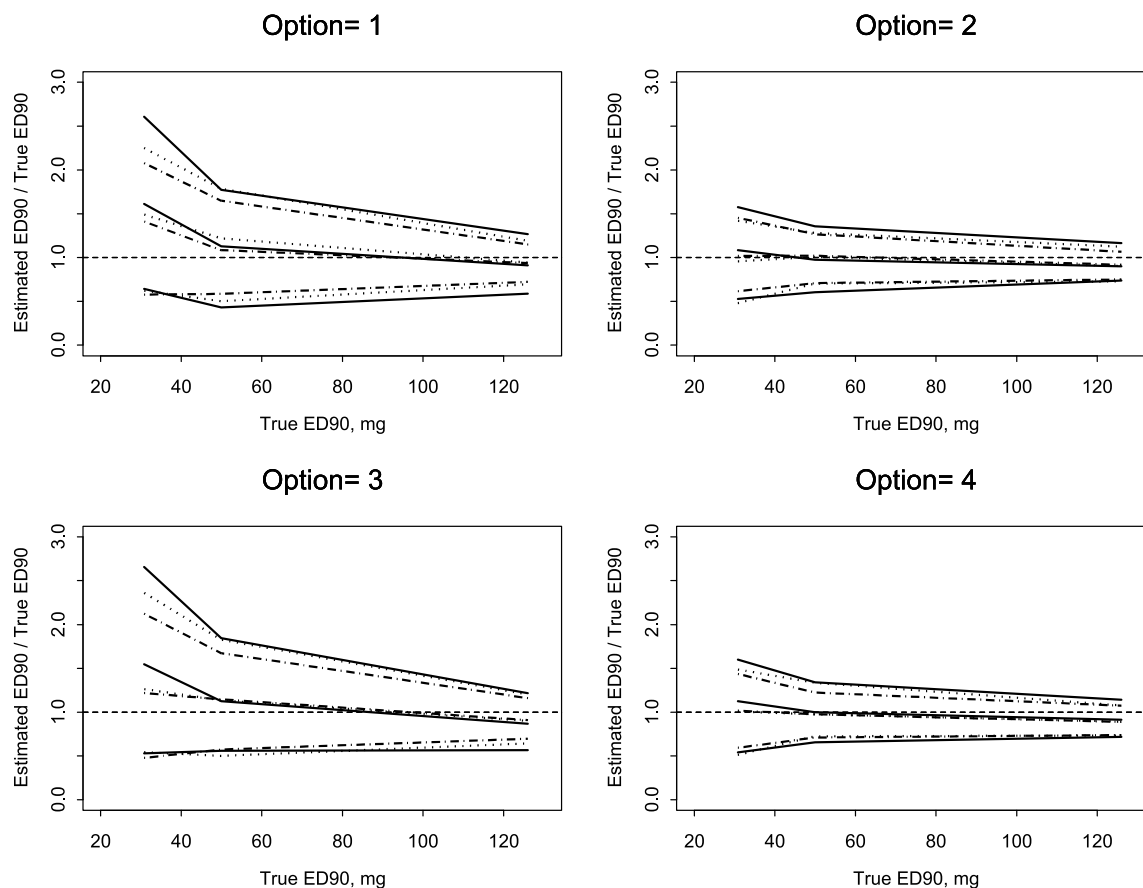 Option= 1
Estimated ED90 / True ED90
3.0
2.0
1.0
0.0
20 40 60 80 100 120
True ED90, mg
Option= 2
Estimated ED90 / True ED90
3.0
2.0
1.0
0.0
20 40 60 80 100 120
True ED90, mg
Option= 3
Estimated ED90 / True ED90
3.0
2.0
1.0
0.0
20 40 60 80 100 120
True ED90, mg
Option= 4
Estimated ED90 / True ED90
3.0
2.0
1.0
0.0
20 40 60 80 100 120
True ED90, mg